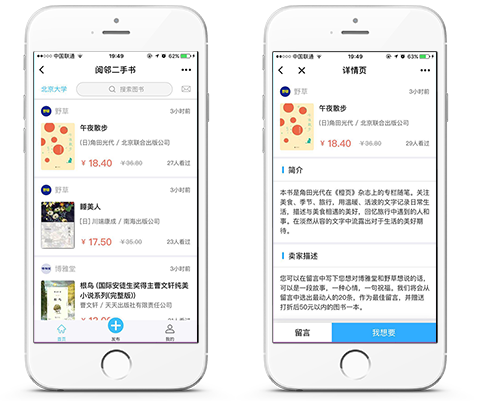 中国联通
19:49
62%
阅邻二手书
北京大学
搜索图书
野草
3小时前
午夜散步
[日]角田光代 / 北京联合出版公司
¥ 18.40
¥ 36.80
27人看过
野草
3小时前
睡美人
[日] 川端康成 / 南海出版公司
¥ 17.50
¥ 35.00
23人看过
博雅堂
3小时前
根鸟 (国际安徒生奖得主曹文轩纯美
小说系列(完整版))
曹文轩 / 天天出版社有限责任公司
首页
发布
我的
中国联通
19:49
63%
详情页
野草
3小时前
午夜散步
[日]角田光代 / 北京联合出版公司
¥ 18.40
¥ 36.80
29人看过
简介
本书是角田光代在《橙页》杂志上的专栏随笔。关注
美食、季节、旅行，用温暖、活泼的文字记录日常生
活，描述与美食相遇的美好，回忆旅行中遇到的人和
事。在淡然从容的文字中流露出对于生活的美好期
待。
卖家描述
您可以在留言中写下您想对博雅堂和野草想说的话，
可以是一段故事，一种心情，一句祝福。我们将会从
留言中选出最动人的20条，作为最佳留言，并赠送
打折后50元以内的图书一本。
留言
我想要